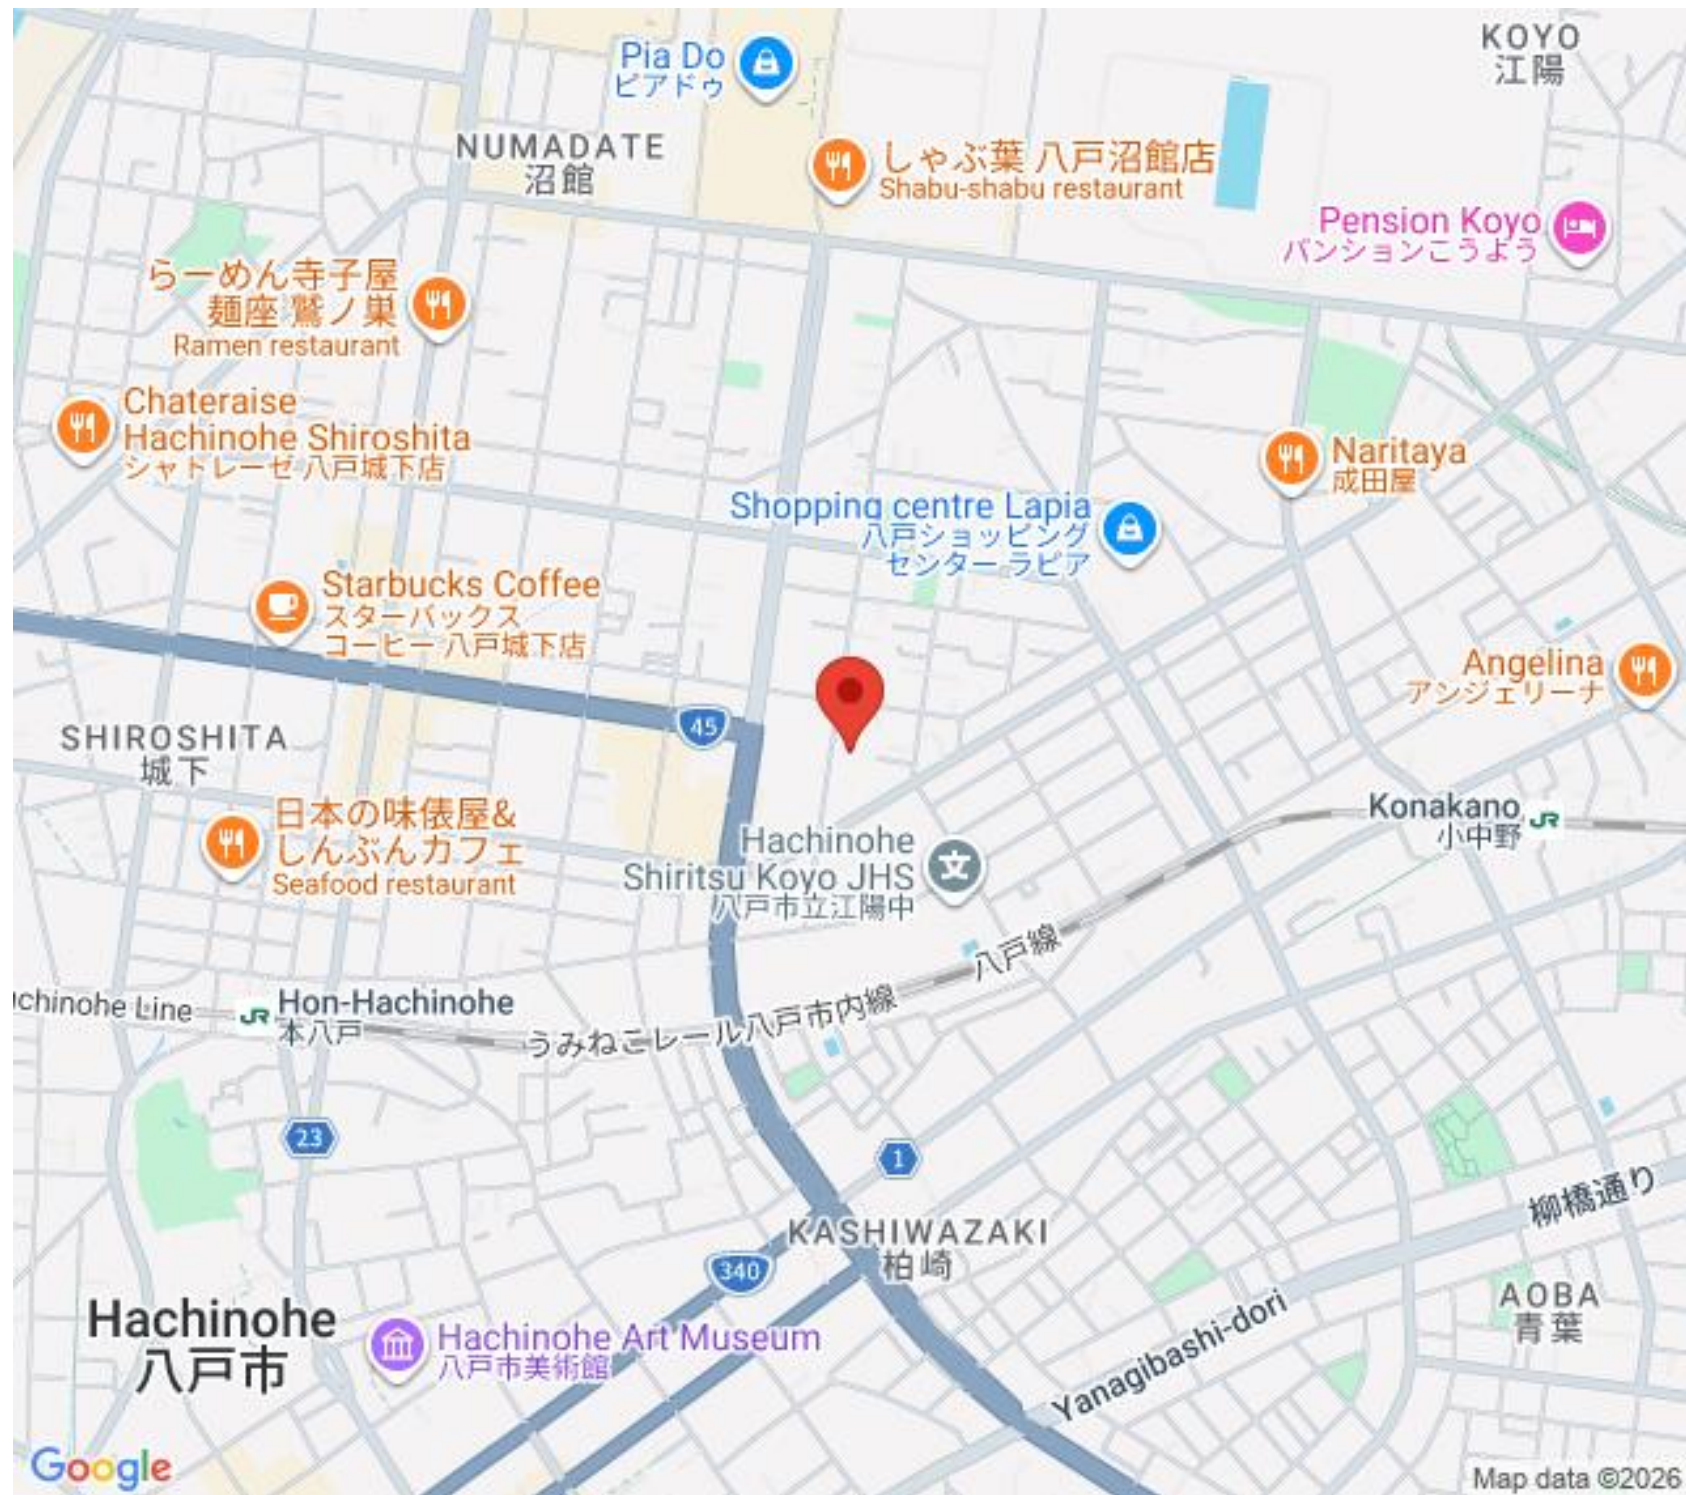 KOYO
江陽
Pia Do
ピアドゥ
NUMADATE
沼館
しゃぶ葉 八戸沼館店
Shabu-shabu restaurant
Pension Koyo
パンションこうよう
らーめん寺子屋
麺座 鷲ノ巣
Ramen restaurant
Chateraise
Hachinohe Shiroshita
シャトレーゼ 八戸城下店
Naritaya
成田屋
Shopping centre Lapia
八戸ショッピング
センター ラピア
Starbucks Coffee
スターバックス
コーヒー 八戸城下店
Angelina
アンジェリーナ
45
SHIROSHITA
城下
日本の味俵屋&
しんぶんカフェ
Seafood restaurant
Hachinohe
Shiritsu Koyo JHS
八戸市立江陽中
Konakano
小中野
JR
八戸線
achinohe Line
JR
Hon-Hachinohe
本八戸
うみねこレール八戸市内線
23
1
柳橋通り
KASHIWAZAKI
柏崎
340
AOBA
青葉
Hachinohe
八戸市
Hachinohe Art Museum
八戸市美術館
Yanagibashi-dori
Google
Map data ©2026